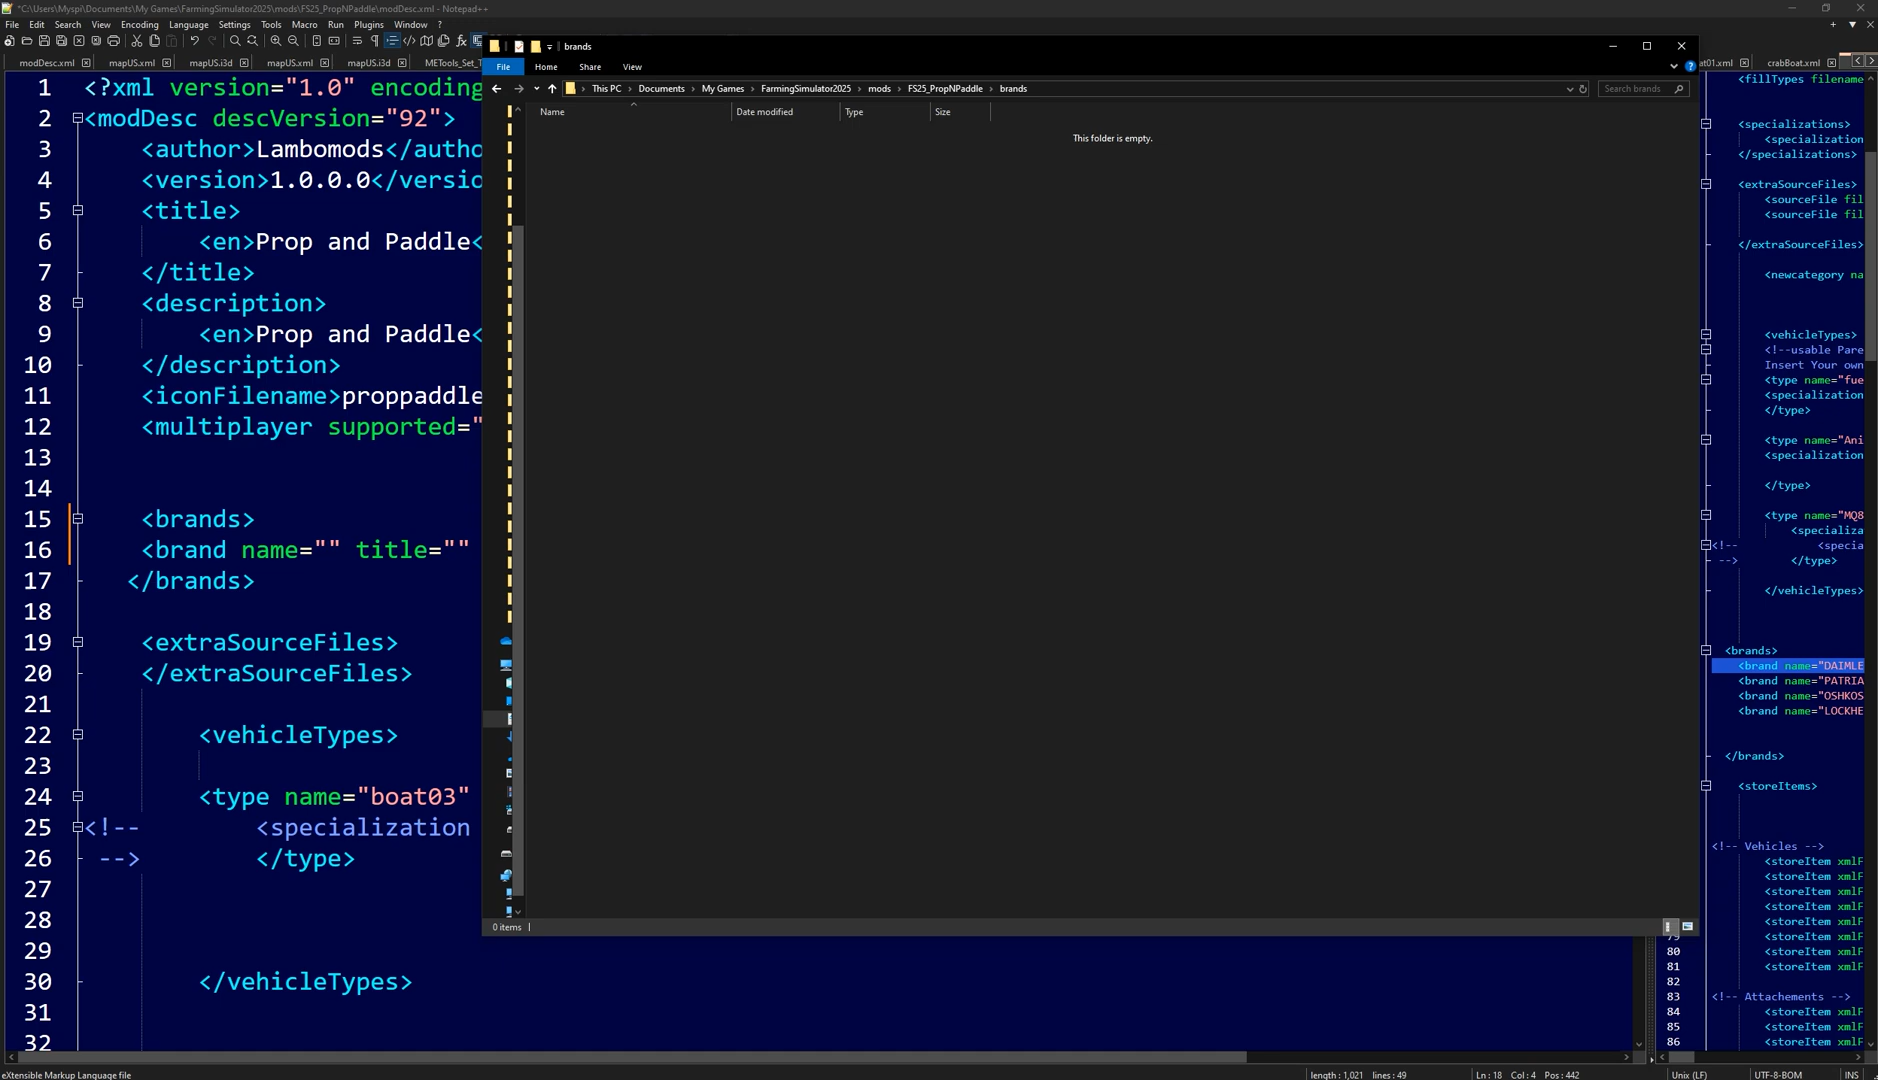 *C:\Users\Myspi\Documents\My Games\FarmingSimulator2025\mods\FS25_PropNPaddle\modDesc.xml - Notepad++
File Edit Search View Encoding Language Settings Tools Macro Run Plugins Window ?
modDesc.xml mapUS.xml mapUS.i3d mapUS.xml mapUS.i3d METools_Set_T
at01.xml crabBoat.xml
1 <?xml version="1.0" encoding
2 <modDesc descVersion="92">
3 <author>Lambomods</autho
4 <version>1.0.0.0</versio
5 <title>
6 <en>Prop and Paddle<
7 </title>
8 <description>
9 <en>Prop and Paddle<
10 </description>
11 <iconFilename>proppaddle
12 <multiplayer supported="
13
14
15 <brands>
16 <brand name="" title=""
17 </brands>
18
19 <extraSourceFiles>
20 </extraSourceFiles>
21
22 <vehicleTypes>
23
24 <type name="boat03"
25 <!-- <specialization
26 --> </type>
27
28
29
30 </vehicleTypes>
31
32
brands
File Home Share View
This PC > Documents > My Games > FarmingSimulator2025 > mods > FS25_PropNPaddle > brands
Search brands
Name Date modified Type Size
This folder is empty.
0 items
<fillTypes filename
<specializations>
<specialization
</specializations>
<extraSourceFiles>
<sourceFile fil
<sourceFile fil
</extraSourceFiles>
<newcategory na
<vehicleTypes>
<!--usable Pare
Insert Your own
<type name="fue
<specialization
</type>
<type name="Ani
<specialization
</type>
<type name="MQ8
<specializa
<!-- <specia
--> </type>
</vehicleTypes>
<brands>
<brand name="DAIMLE
<brand name="PATRIA
<brand name="OSHKOS
<brand name="LOCKHE
</brands>
<storeItems>
<!-- Vehicles -->
<storeItem xmlF
<storeItem xmlF
<storeItem xmlF
<storeItem xmlF
<storeItem xmlF
79 <storeItem xmlF
80 <storeItem xmlF
81 <storeItem xmlF
82
83 <!-- Attachements -->
84 <storeItem xmlF
85 <storeItem xmlF
86 <storeItem xmlF
eXtensible Markup Language file length : 1,021 lines : 49 Ln : 18 Col : 4 Pos : 442 Unix (LF) UTF-8-BOM INS